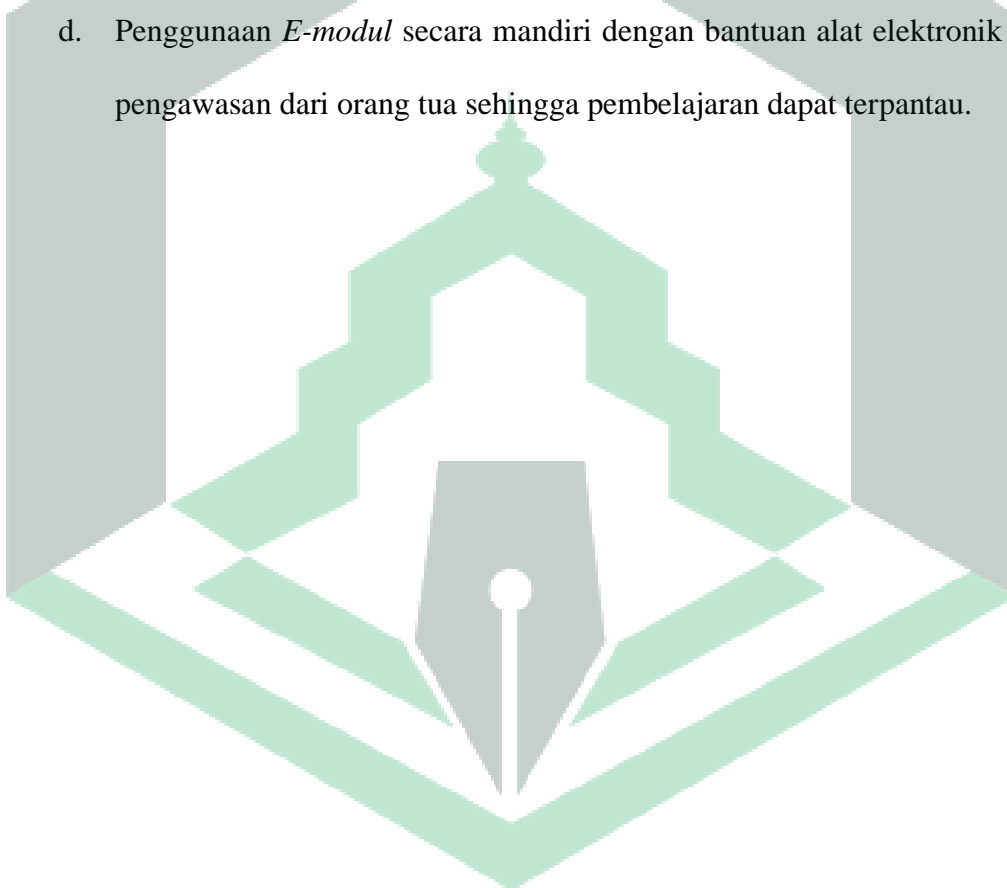 d. Penggunaan E-modul secara mandiri dengan bantuan alat elektronik
pengawasan dari orang tua sehingga pembelajaran dapat terpantau.